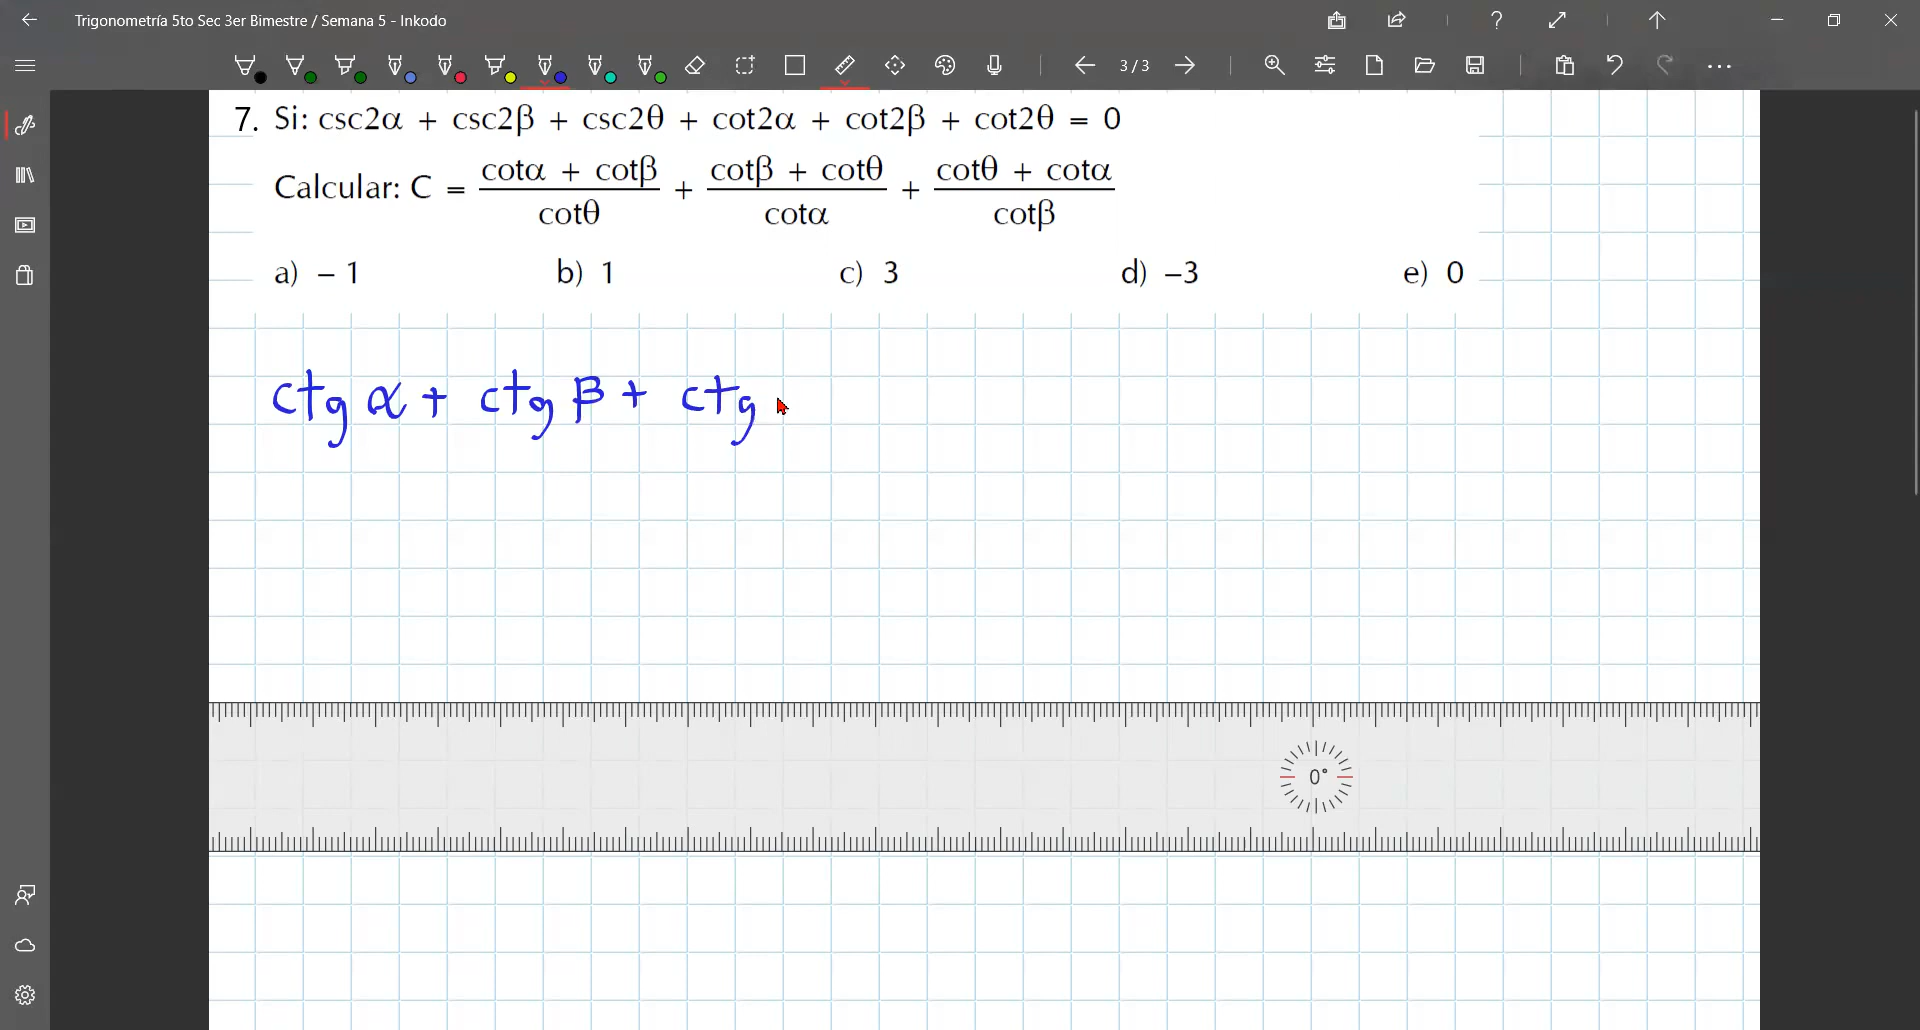 Trigonometría 5to Sec 3er Bimestre / Semana 5 - Inkodo
3 / 3
7. Si: csc2α + csc2β + csc2θ + cot2α + cot2β + cot2θ = 0
Calcular: C = (cotα + cotβ)/cotθ + (cotβ + cotθ)/cotα + (cotθ + cotα)/cotβ
a) – 1 b) 1 c) 3 d) –3 e) 0
ctg α + ctg β + ctg
0°